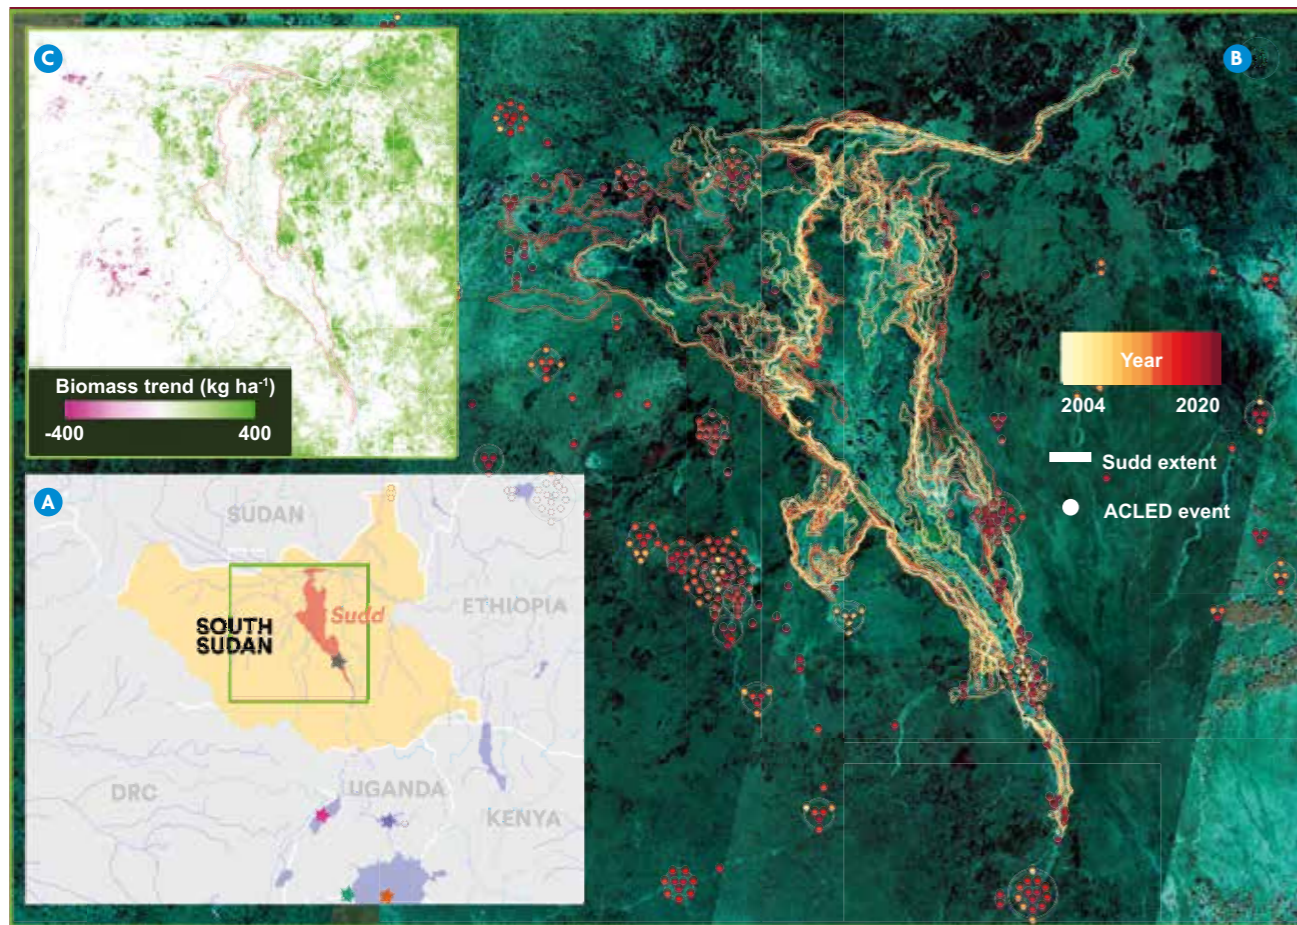 C
B
Biomass trend (kg ha-1)
-400
400
Year
2004
2020
Sudd extent
ACLED event
A
SUDAN
ETHIOPIA
Sudd
SOUTH
SUDAN
DRC
UGANDA
KENYA